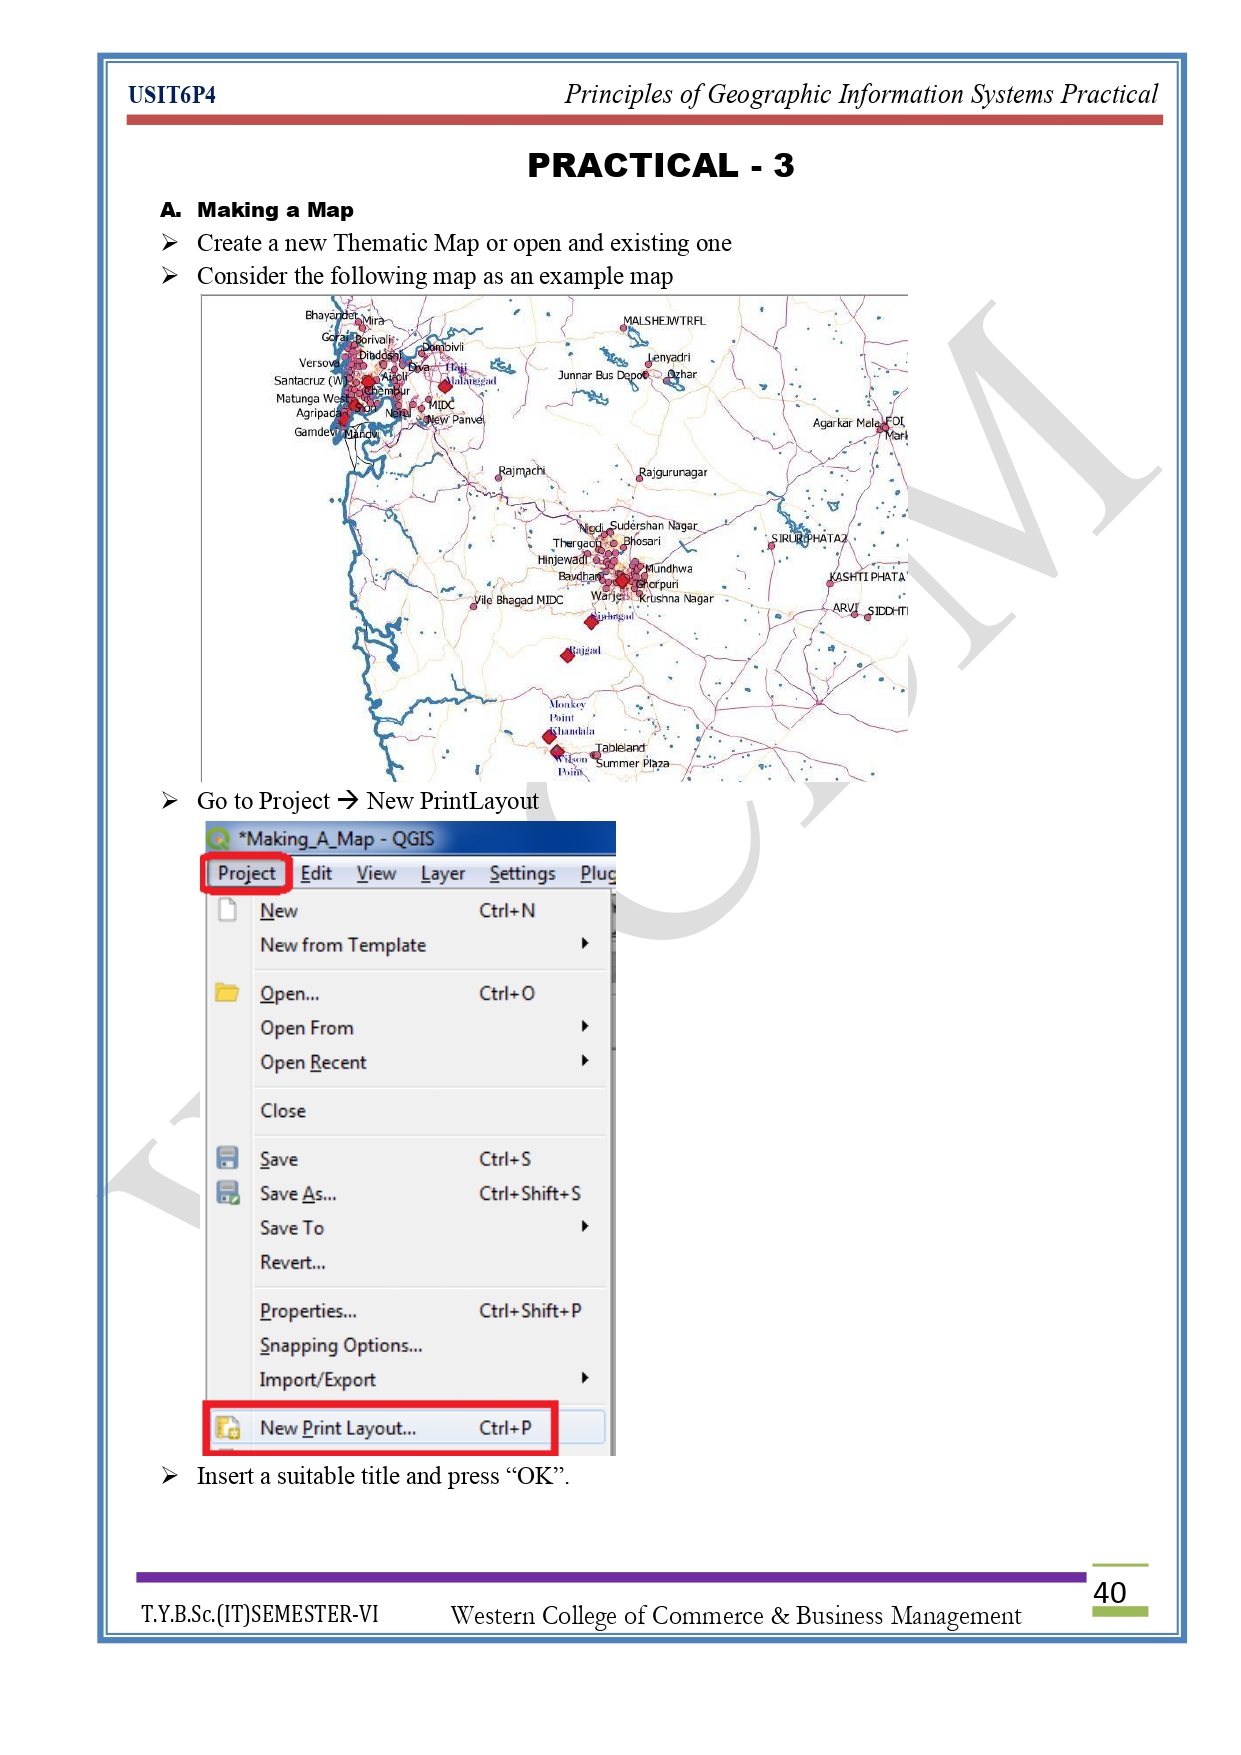 USIT6P4 Principles of Geographic Information Systems Practical
PRACTICAL - 3
A. Making a Map
➢ Create a new Thematic Map or open and existing one
➢ Consider the following map as an example map
Bhayander
Mira
Gorai Borivali
Dindoshi
Dombivli
Versova
Diva
Haji
Malanggad
Santacruz (W)
Airoli
Chembur
Matunga West
Sion
Nerul
MIDC
Agripada
New Panvel
Gamdevi Mandvi
MALSHEJWTRFL
Lenyadri
Junnar Bus Depot
Ozhar
Agarkar Mala
Rajmachi
Rajgurunagar
Nigdi
Sudershan Nagar
Thergaon
Bhosari
Hinjewadi
Mundhwa
Bavdhan
Ghorpuri
Warje
Krushna Nagar
Vile Bhagad MIDC
SIRUR PHATA2
KASHTI PHATA
ARVI
SIDDHT
Sinhagad
Rajgad
Monkey
Point
Khandala
Wilson
Point
Tableland
Summer Plaza
➢ Go to Project → New PrintLayout
*Making_A_Map - QGIS
Project Edit View Layer Settings Plug
New Ctrl+N
New from Template
Open... Ctrl+O
Open From
Open Recent
Close
Save Ctrl+S
Save As... Ctrl+Shift+S
Save To
Revert...
Properties... Ctrl+Shift+P
Snapping Options...
Import/Export
New Print Layout... Ctrl+P
➢ Insert a suitable title and press “OK”.
40
T.Y.B.Sc.(IT)SEMESTER-VI Western College of Commerce & Business Management